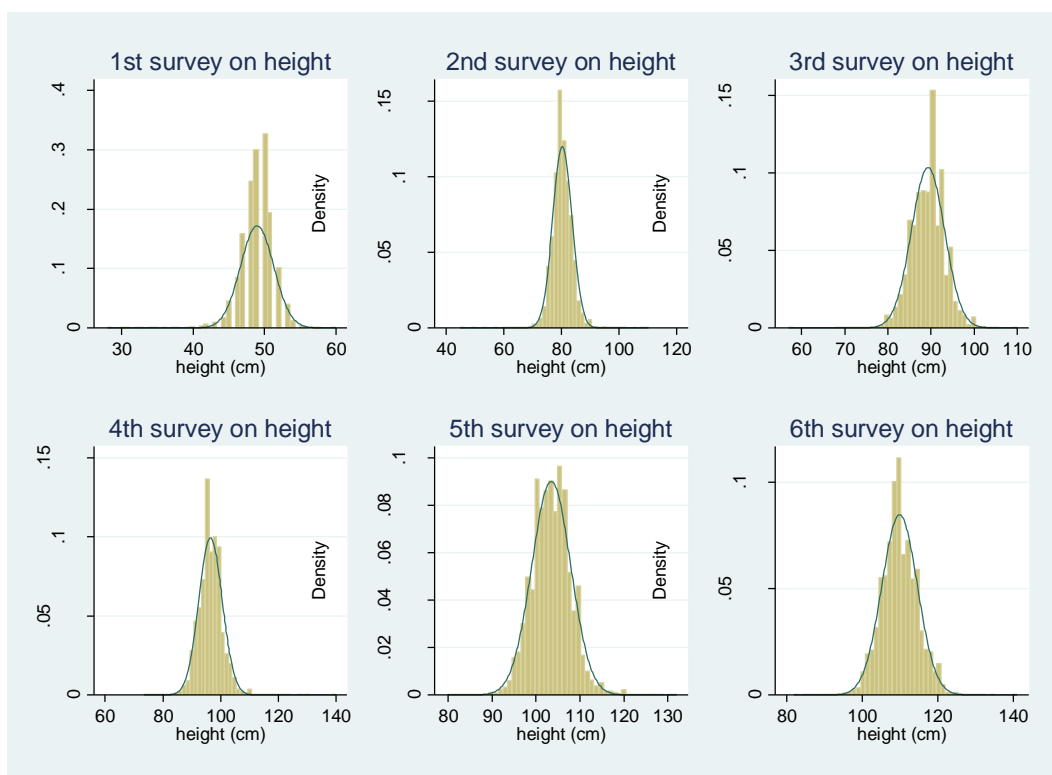 1st survey on height
.4
.3
.2
.1
0
30 40 50 60
height (cm)
2nd survey on height
Density
.15
.1
.05
0
40 60 80 100 120
height (cm)
3rd survey on height
Density
.15
.1
.05
0
60 70 80 90 100 110
height (cm)
4th survey on height
.15
.1
.05
0
60 80 100 120 140
height (cm)
5th survey on height
Density
.1
.08
.06
.04
.02
0
80 90 100 110 120 130
height (cm)
6th survey on height
Density
.1
.05
0
80 100 120 140
height (cm)